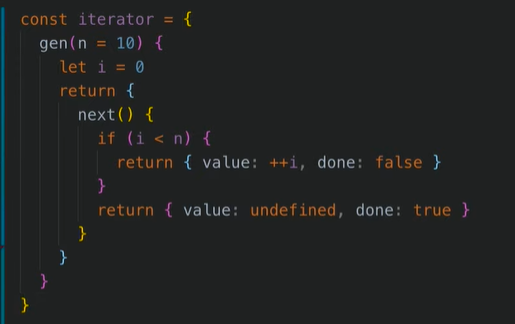 const iterator = {
  gen(n = 10) {
    let i = 0
    return {
      next() {
        if (i < n) {
          return { value: ++i, done: false }
        }
        return { value: undefined, done: true }
      }
    }
  }
}